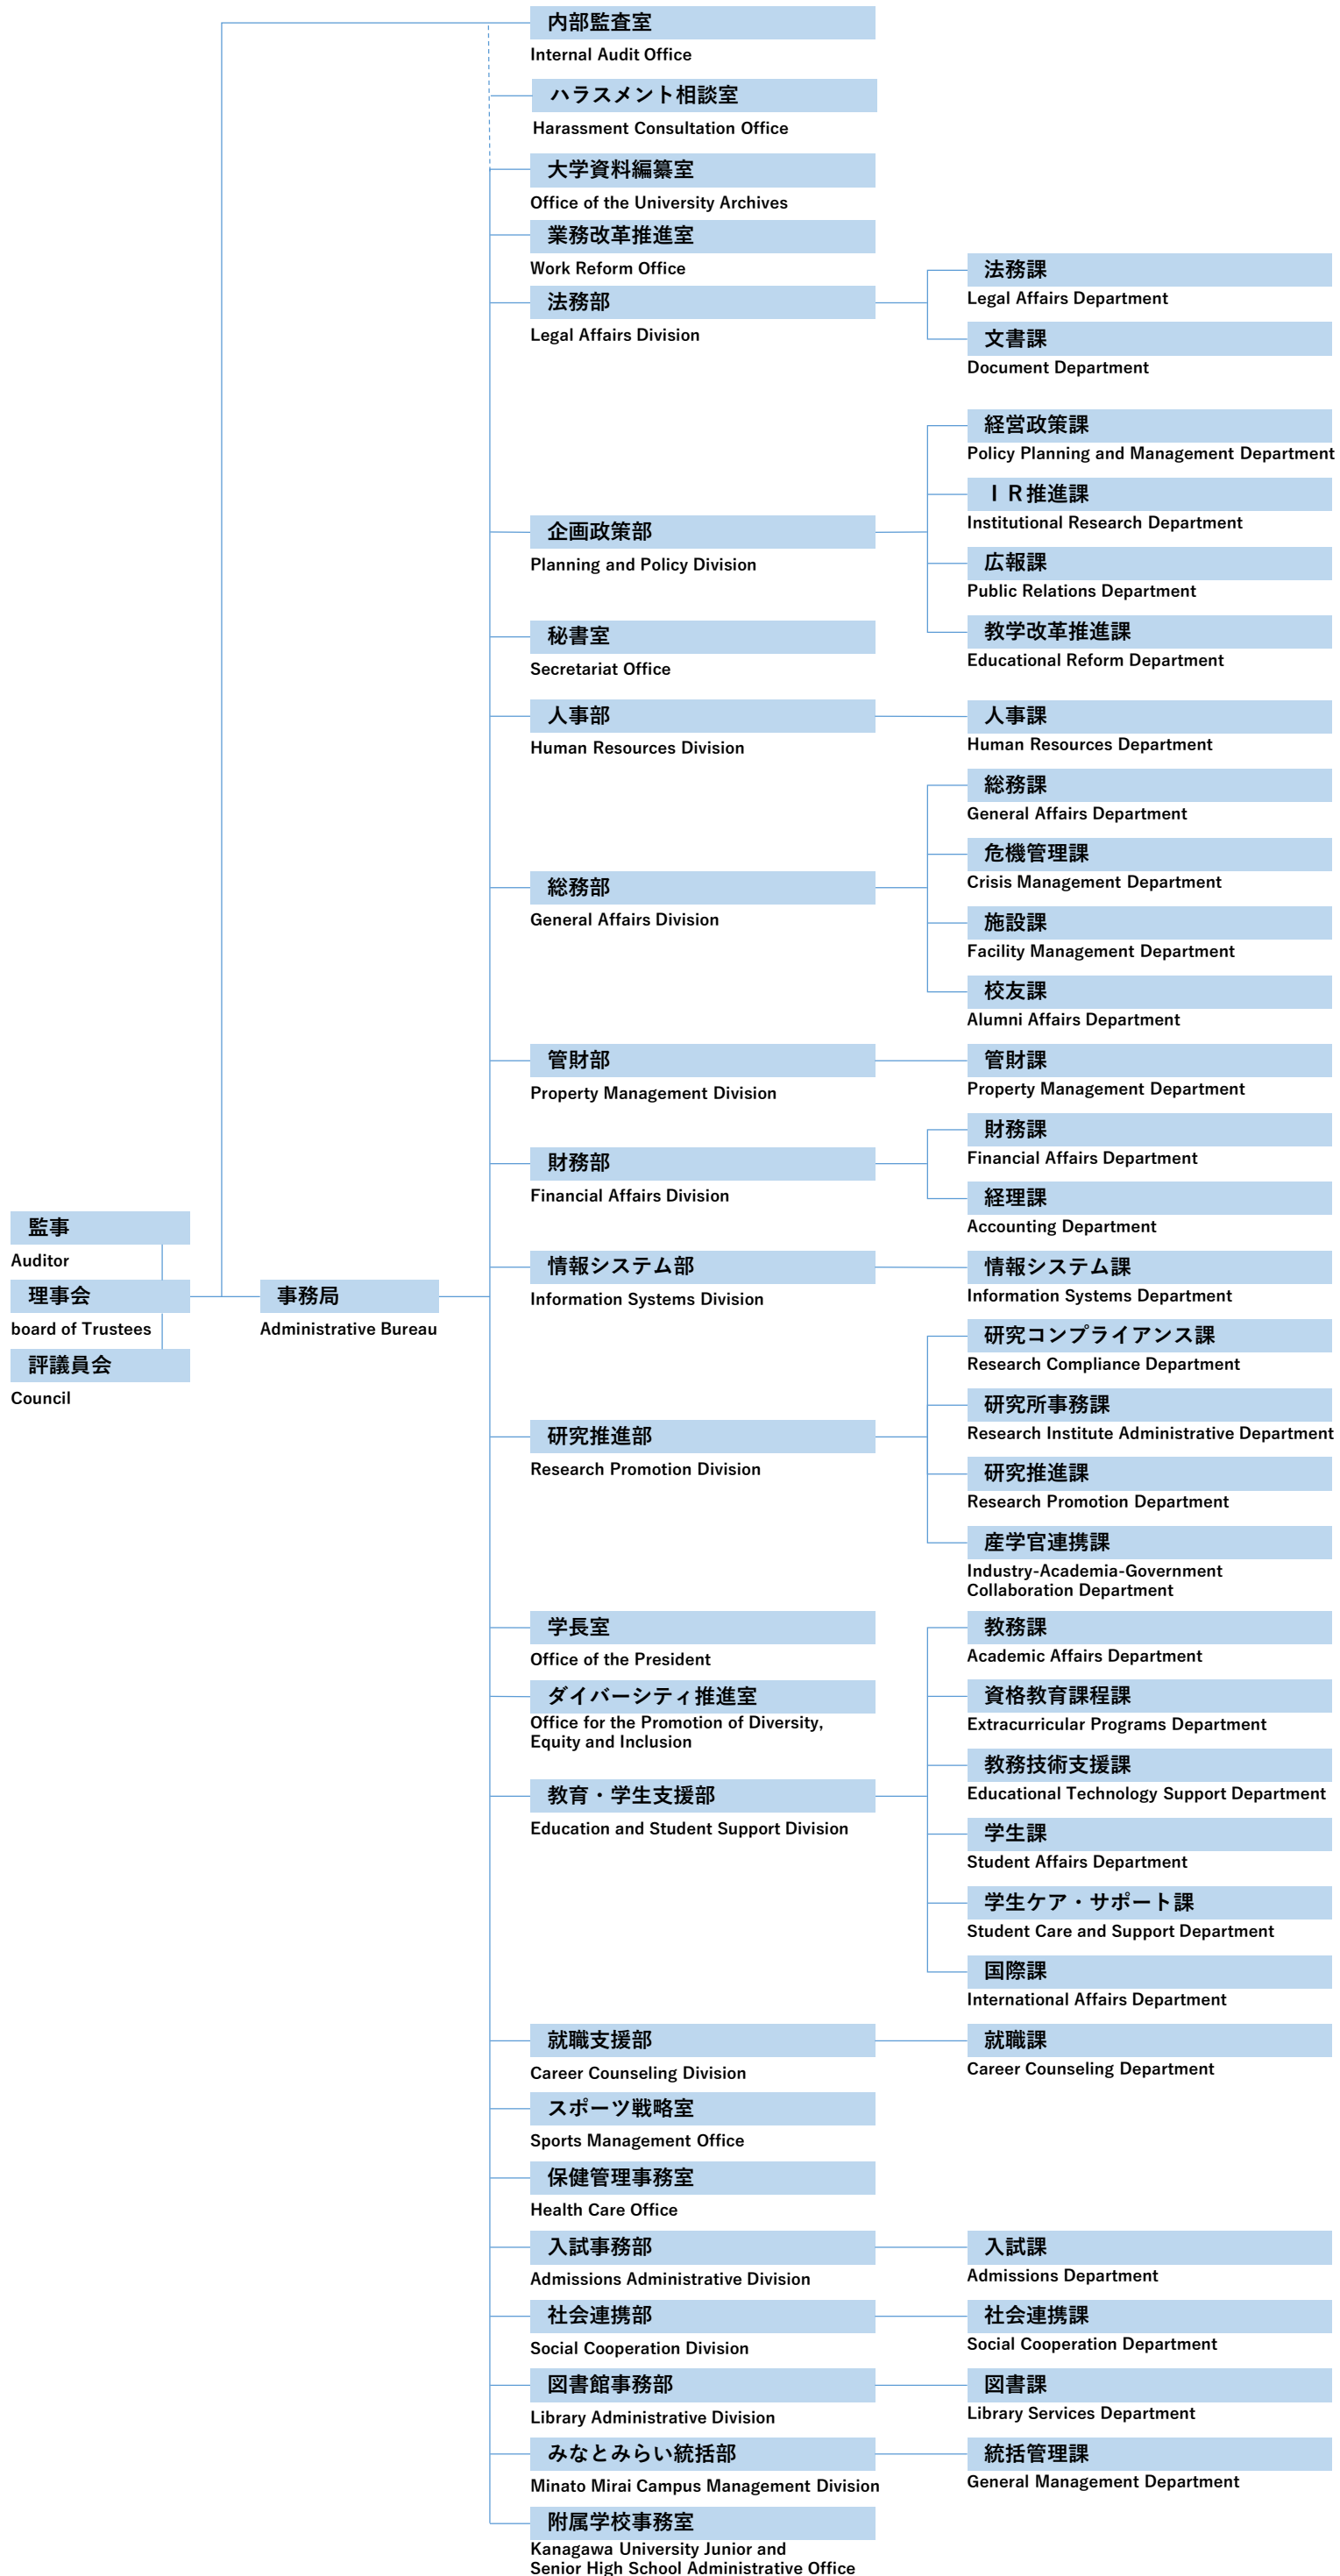 内部監査室
Internal Audit Office
ハラスメント相談室
Harassment Consultation Office
大学資料編纂室
Office of the University Archives
業務改革推進室
Work Reform Office
法務部
Legal Affairs Division
法務課
Legal Affairs Department
文書課
Document Department
企画政策部
Planning and Policy Division
経営政策課
Policy Planning and Management Department
ＩＲ推進課
Institutional Research Department
広報課
Public Relations Department
教学改革推進課
Educational Reform Department
秘書室
Secretariat Office
人事部
Human Resources Division
人事課
Human Resources Department
総務部
General Affairs Division
総務課
General Affairs Department
危機管理課
Crisis Management Department
施設課
Facility Management Department
校友課
Alumni Affairs Department
管財部
Property Management Division
管財課
Property Management Department
財務部
Financial Affairs Division
財務課
Financial Affairs Department
経理課
Accounting Department
監事
Auditor
理事会
board of Trustees
評議員会
Council
事務局
Administrative Bureau
情報システム部
Information Systems Division
情報システム課
Information Systems Department
研究推進部
Research Promotion Division
研究コンプライアンス課
Research Compliance Department
研究所事務課
Research Institute Administrative Department
研究推進課
Research Promotion Department
産学官連携課
Industry-Academia-Government
Collaboration Department
学長室
Office of the President
ダイバーシティ推進室
Office for the Promotion of Diversity,
Equity and Inclusion
教育・学生支援部
Education and Student Support Division
教務課
Academic Affairs Department
資格教育課程課
Extracurricular Programs Department
教務技術支援課
Educational Technology Support Department
学生課
Student Affairs Department
学生ケア・サポート課
Student Care and Support Department
国際課
International Affairs Department
就職支援部
Career Counseling Division
就職課
Career Counseling Department
スポーツ戦略室
Sports Management Office
保健管理事務室
Health Care Office
入試事務部
Admissions Administrative Division
入試課
Admissions Department
社会連携部
Social Cooperation Division
社会連携課
Social Cooperation Department
図書館事務部
Library Administrative Division
図書課
Library Services Department
みなとみらい統括部
Minato Mirai Campus Management Division
統括管理課
General Management Department
附属学校事務室
Kanagawa University Junior and
Senior High School Administrative Office